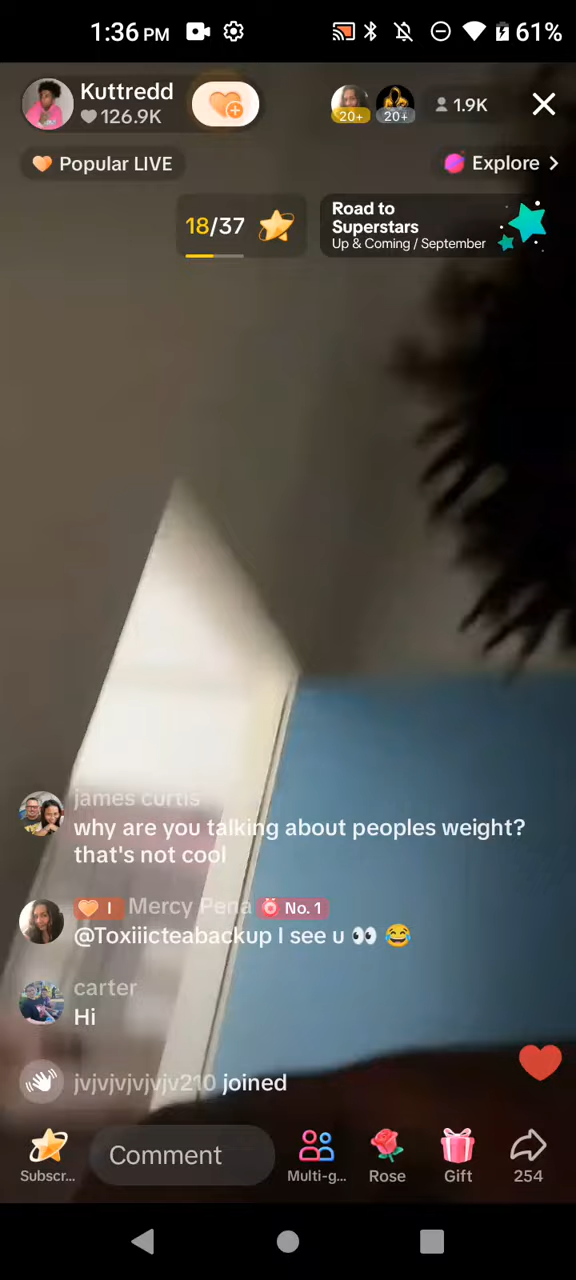 1:36 PM
61%
Kuttredd
126.9K
20+
20+
1.9K
Popular LIVE
Explore
18/37
Road to
Superstars
Up & Coming / September
james curtis
why are you talking about peoples weight?
that's not cool
I Mercy Pena No. 1
@Toxiiicteabackup I see u 👀 😂
carter
Hi
jvjvjvjvjvjv210 joined
Subscr...
Comment
Multi-g...
Rose
Gift
254